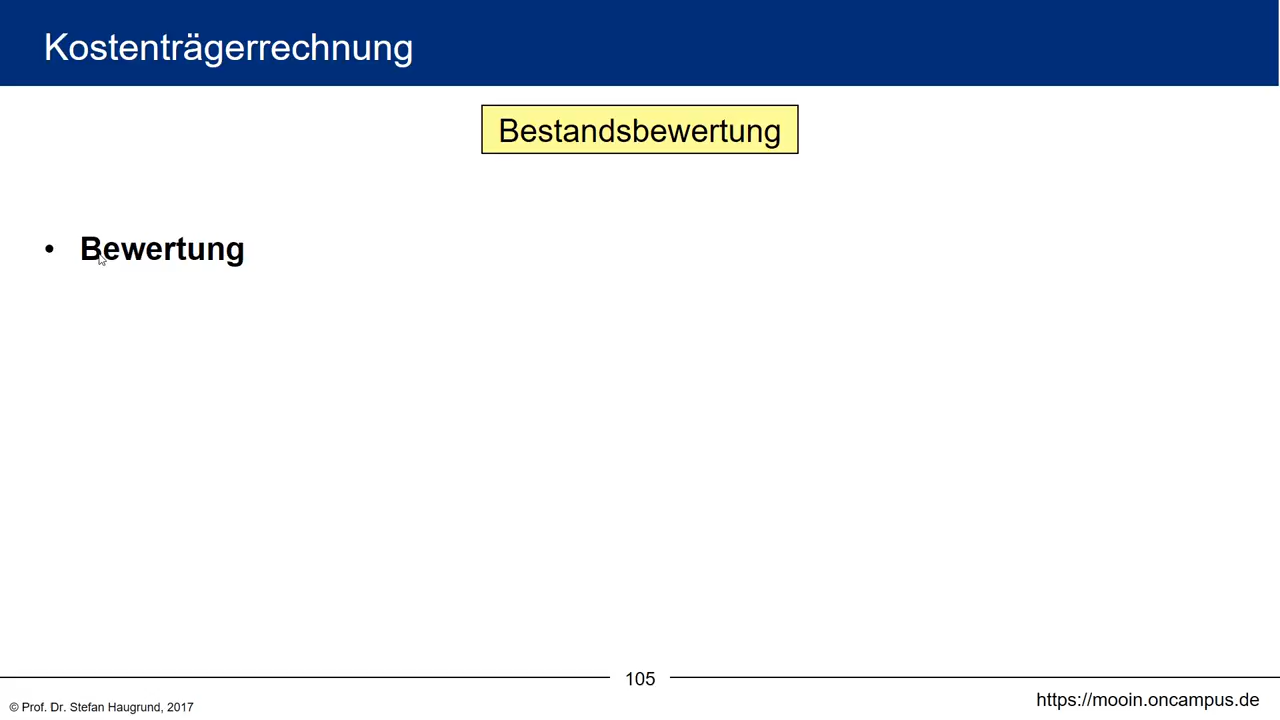 Kostenträgerrechnung
Bestandsbewertung
• Bewertung
105
© Prof. Dr. Stefan Haugrund, 2017
https://mooin.oncampus.de